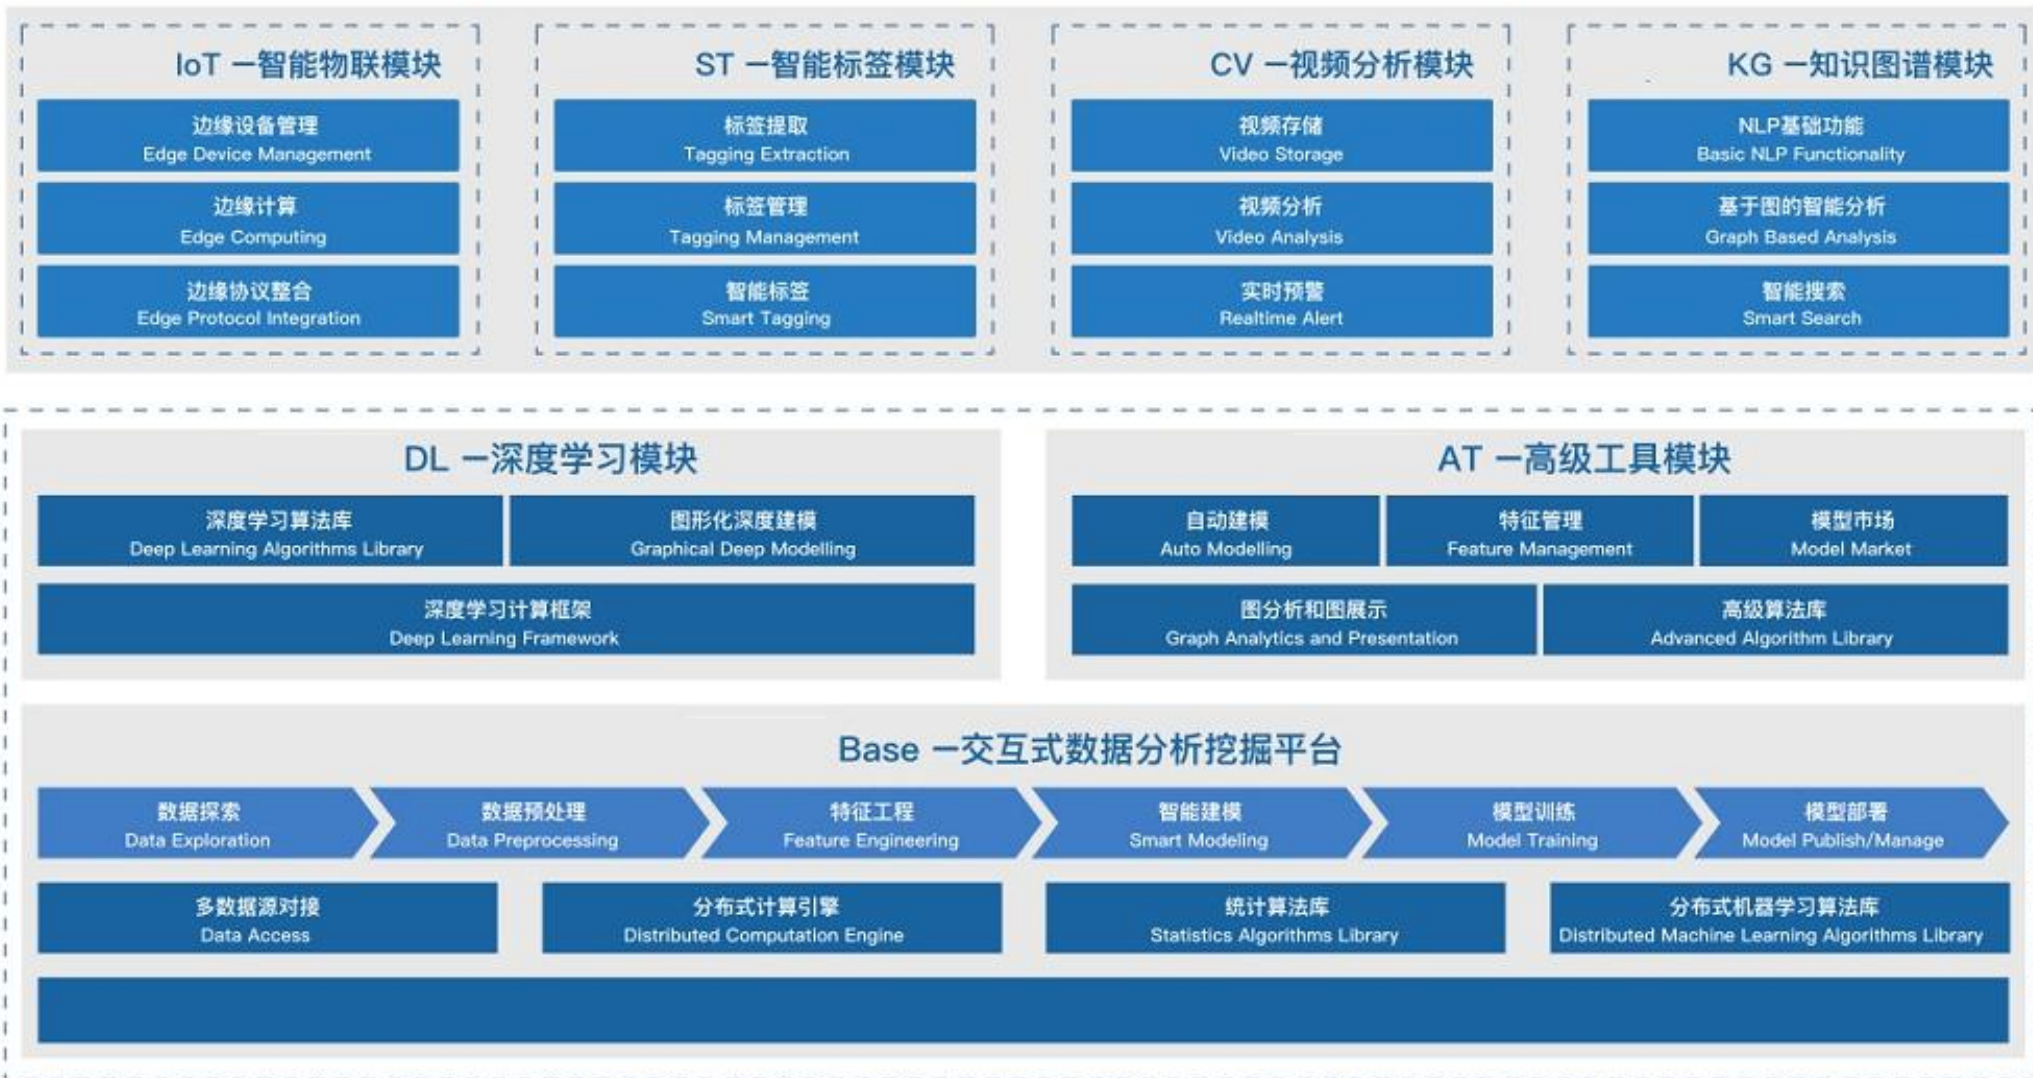 IoT —智能物联模块
边缘设备管理
Edge Device Management
边缘计算
Edge Computing
边缘协议整合
Edge Protocol Integration
ST —智能标签模块
标签提取
Tagging Extraction
标签管理
Tagging Management
智能标签
Smart Tagging
CV —视频分析模块
视频存储
Video Storage
视频分析
Video Analysis
实时预警
Realtime Alert
KG —知识图谱模块
NLP基础功能
Basic NLP Functionality
基于图的智能分析
Graph Based Analysis
智能搜索
Smart Search
DL —深度学习模块
深度学习算法库
Deep Learning Algorithms Library
图形化深度建模
Graphical Deep Modelling
深度学习计算框架
Deep Learning Framework
AT —高级工具模块
自动建模
Auto Modelling
特征管理
Feature Management
模型市场
Model Market
图分析和图展示
Graph Analytics and Presentation
高级算法库
Advanced Algorithm Library
Base —交互式数据分析挖掘平台
数据探索
Data Exploration
数据预处理
Data Preprocessing
特征工程
Feature Engineering
智能建模
Smart Modeling
模型训练
Model Training
模型部署
Model Publish/Manage
多数据源对接
Data Access
分布式计算引擎
Distributed Computation Engine
统计算法库
Statistics Algorithms Library
分布式机器学习算法库
Distributed Machine Learning Algorithms Library